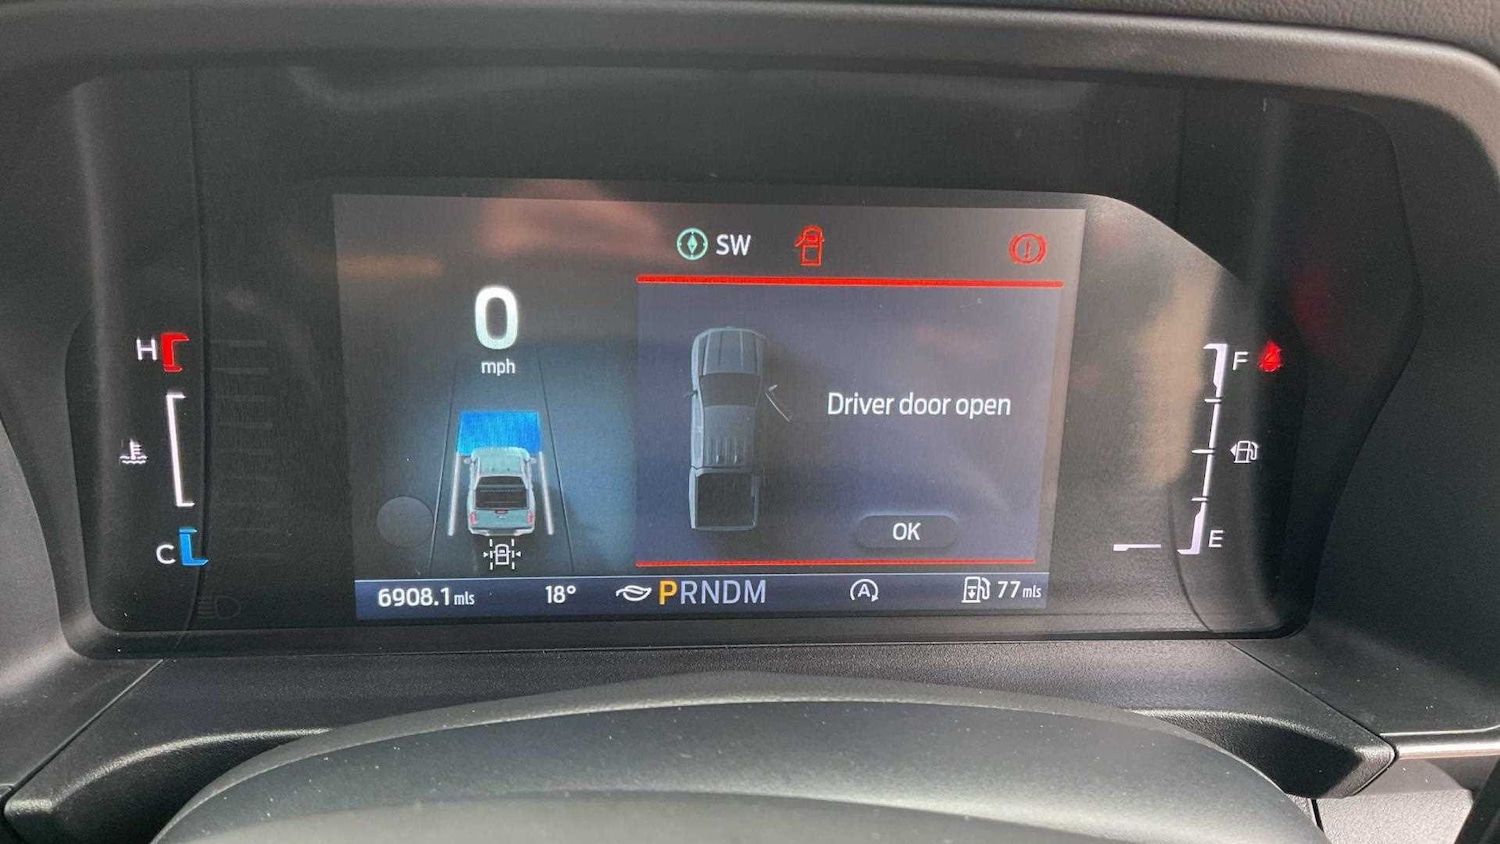 SW
0
mph
H
F
Driver door open
OK
E
C
6908.1 mls 18° PRNDM A 77 mls